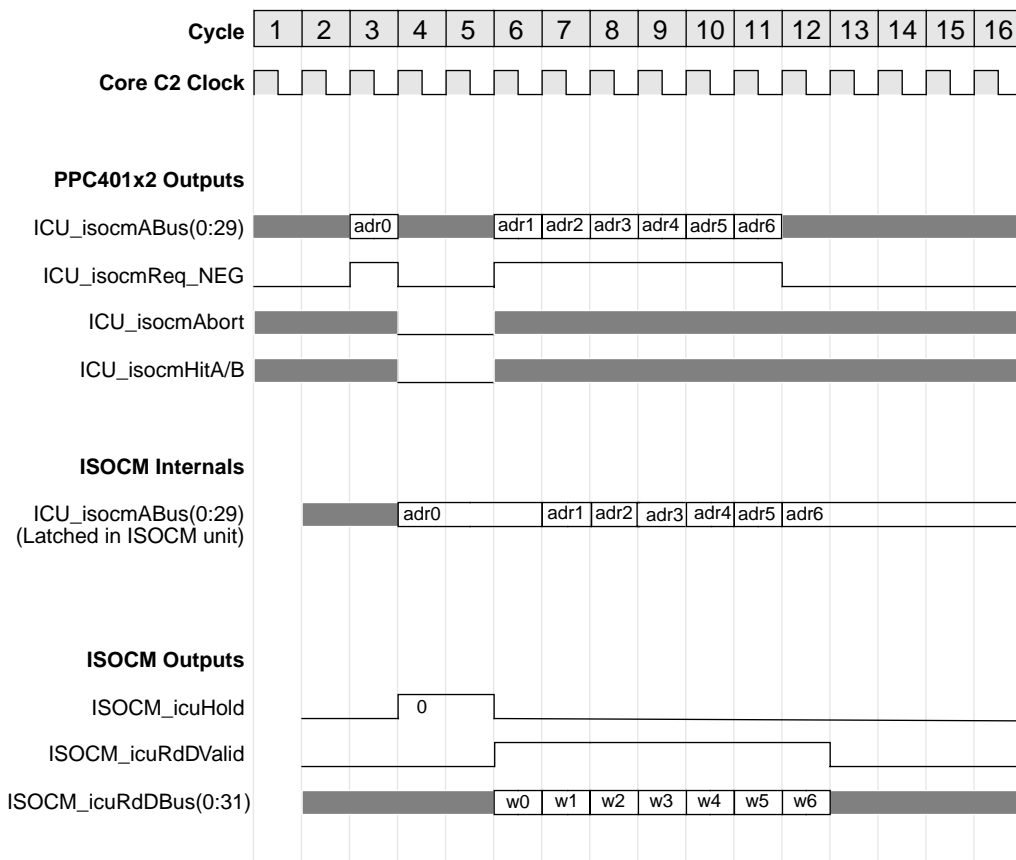 Cycle 1 2 3 4 5 6 7 8 9 10 11 12 13 14 15 16
Core C2 Clock
PPC401x2 Outputs
ICU_isocmABus(0:29) adr0 adr1 adr2 adr3 adr4 adr5 adr6
ICU_isocmReq_NEG
ICU_isocmAbort
ICU_isocmHitA/B
ISOCM Internals
ICU_isocmABus(0:29) adr0 adr1 adr2 adr3 adr4 adr5 adr6
(Latched in ISOCM unit)
ISOCM Outputs
ISOCM_icuHold 0
ISOCM_icuRdDValid
ISOCM_icuRdDBus(0:31) w0 w1 w2 w3 w4 w5 w6